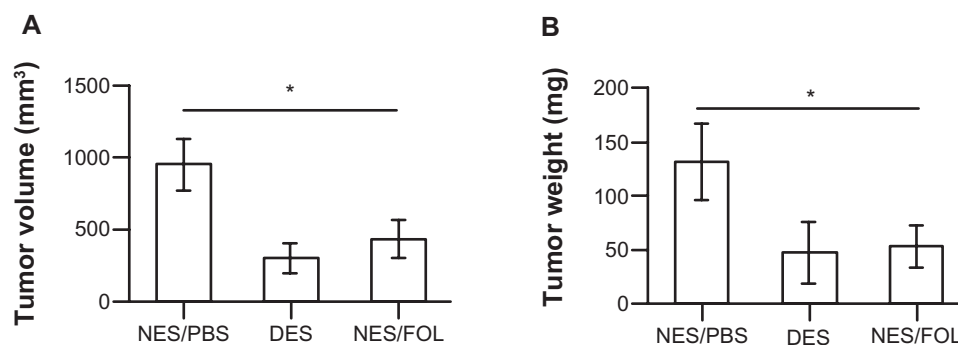 A
Tumor volume (mm³)
1500
1000
500
0
*
NES/PBS DES NES/FOL
B
Tumor weight (mg)
200
150
100
50
0
*
NES/PBS DES NES/FOL